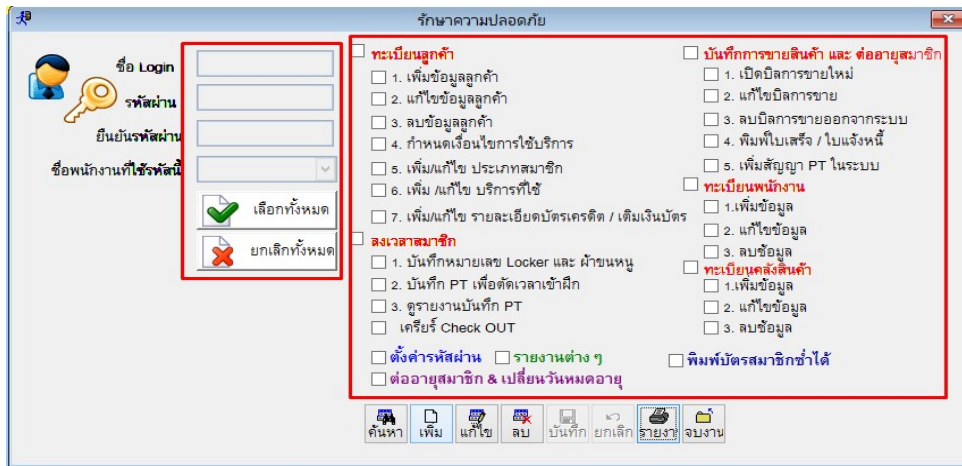 รักษาความปลอดภัย
ชื่อ Login
รหัสผ่าน
ยืนยันรหัสผ่าน
ชื่อพนักงานที่ใช้รหัสนี้
เลือกทั้งหมด
ยกเลิกทั้งหมด
ทะเบียนลูกค้า
1. เพิ่มข้อมูลลูกค้า
2. แก้ไขข้อมูลลูกค้า
3. ลบข้อมูลลูกค้า
4. กำหนดเงื่อนไขการใช้บริการ
5. เพิ่ม/แก้ไข ประเภทสมาชิก
6. เพิ่ม /แก้ไข บริการที่ใช้
7. เพิ่ม/แก้ไข รายละเอียดบัตรเครดิต / เติมเงินบัตร
ลงเวลาสมาชิก
1. บันทึกหมายเลข Locker และ ผ้าขนหนู
2. บันทึก PT เพื่อตัดเวลาเข้าฝึก
3. ดูรายงานบันทึก PT
เครียร์ Check OUT
ตั้งค่ารหัสผ่าน
รายงานต่าง ๆ
ต่ออายุสมาชิก & เปลี่ยนวันหมดอายุ
บันทึกการขายสินค้า และ ต่ออายุสมาชิก
1. เปิดบิลการขายใหม่
2. แก้ไขบิลการขาย
3. ลบบิลการขายออกจากระบบ
4. พิมพ์ใบเสร็จ / ใบแจ้งหนี้
5. เพิ่มสัญญา PT ในระบบ
ทะเบียนพนักงาน
1.เพิ่มข้อมูล
2. แก้ไขข้อมูล
3. ลบข้อมูล
ทะเบียนคลังสินค้า
1.เพิ่มข้อมูล
2. แก้ไขข้อมูล
3. ลบข้อมูล
พิมพ์บัตรสมาชิกซ้ำได้
ค้นหา เพิ่ม แก้ไข ลบ บันทึก ยกเลิก รายงา จบงาน